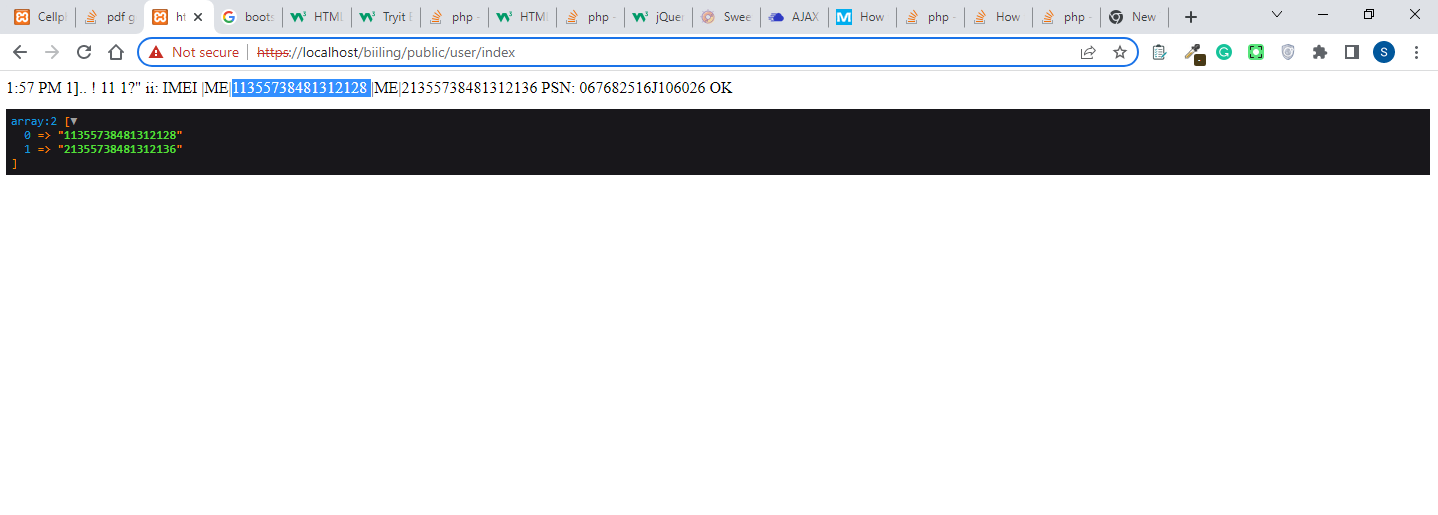 Cellpl
pdf g
ht
boots
HTML
Tryit E
php -
HTML
php -
jQuer
Swee
AJAX
How
php -
How
php -
New
Not secure
https://localhost/biiling/public/user/index
S
1:57 PM 1].. ! 11 1?" ii: IMEI |ME|11355738481312128 |ME|21355738481312136 PSN: 067682516J106026 OK
array:2 [▼
0 => "11355738481312128"
1 => "21355738481312136"
]